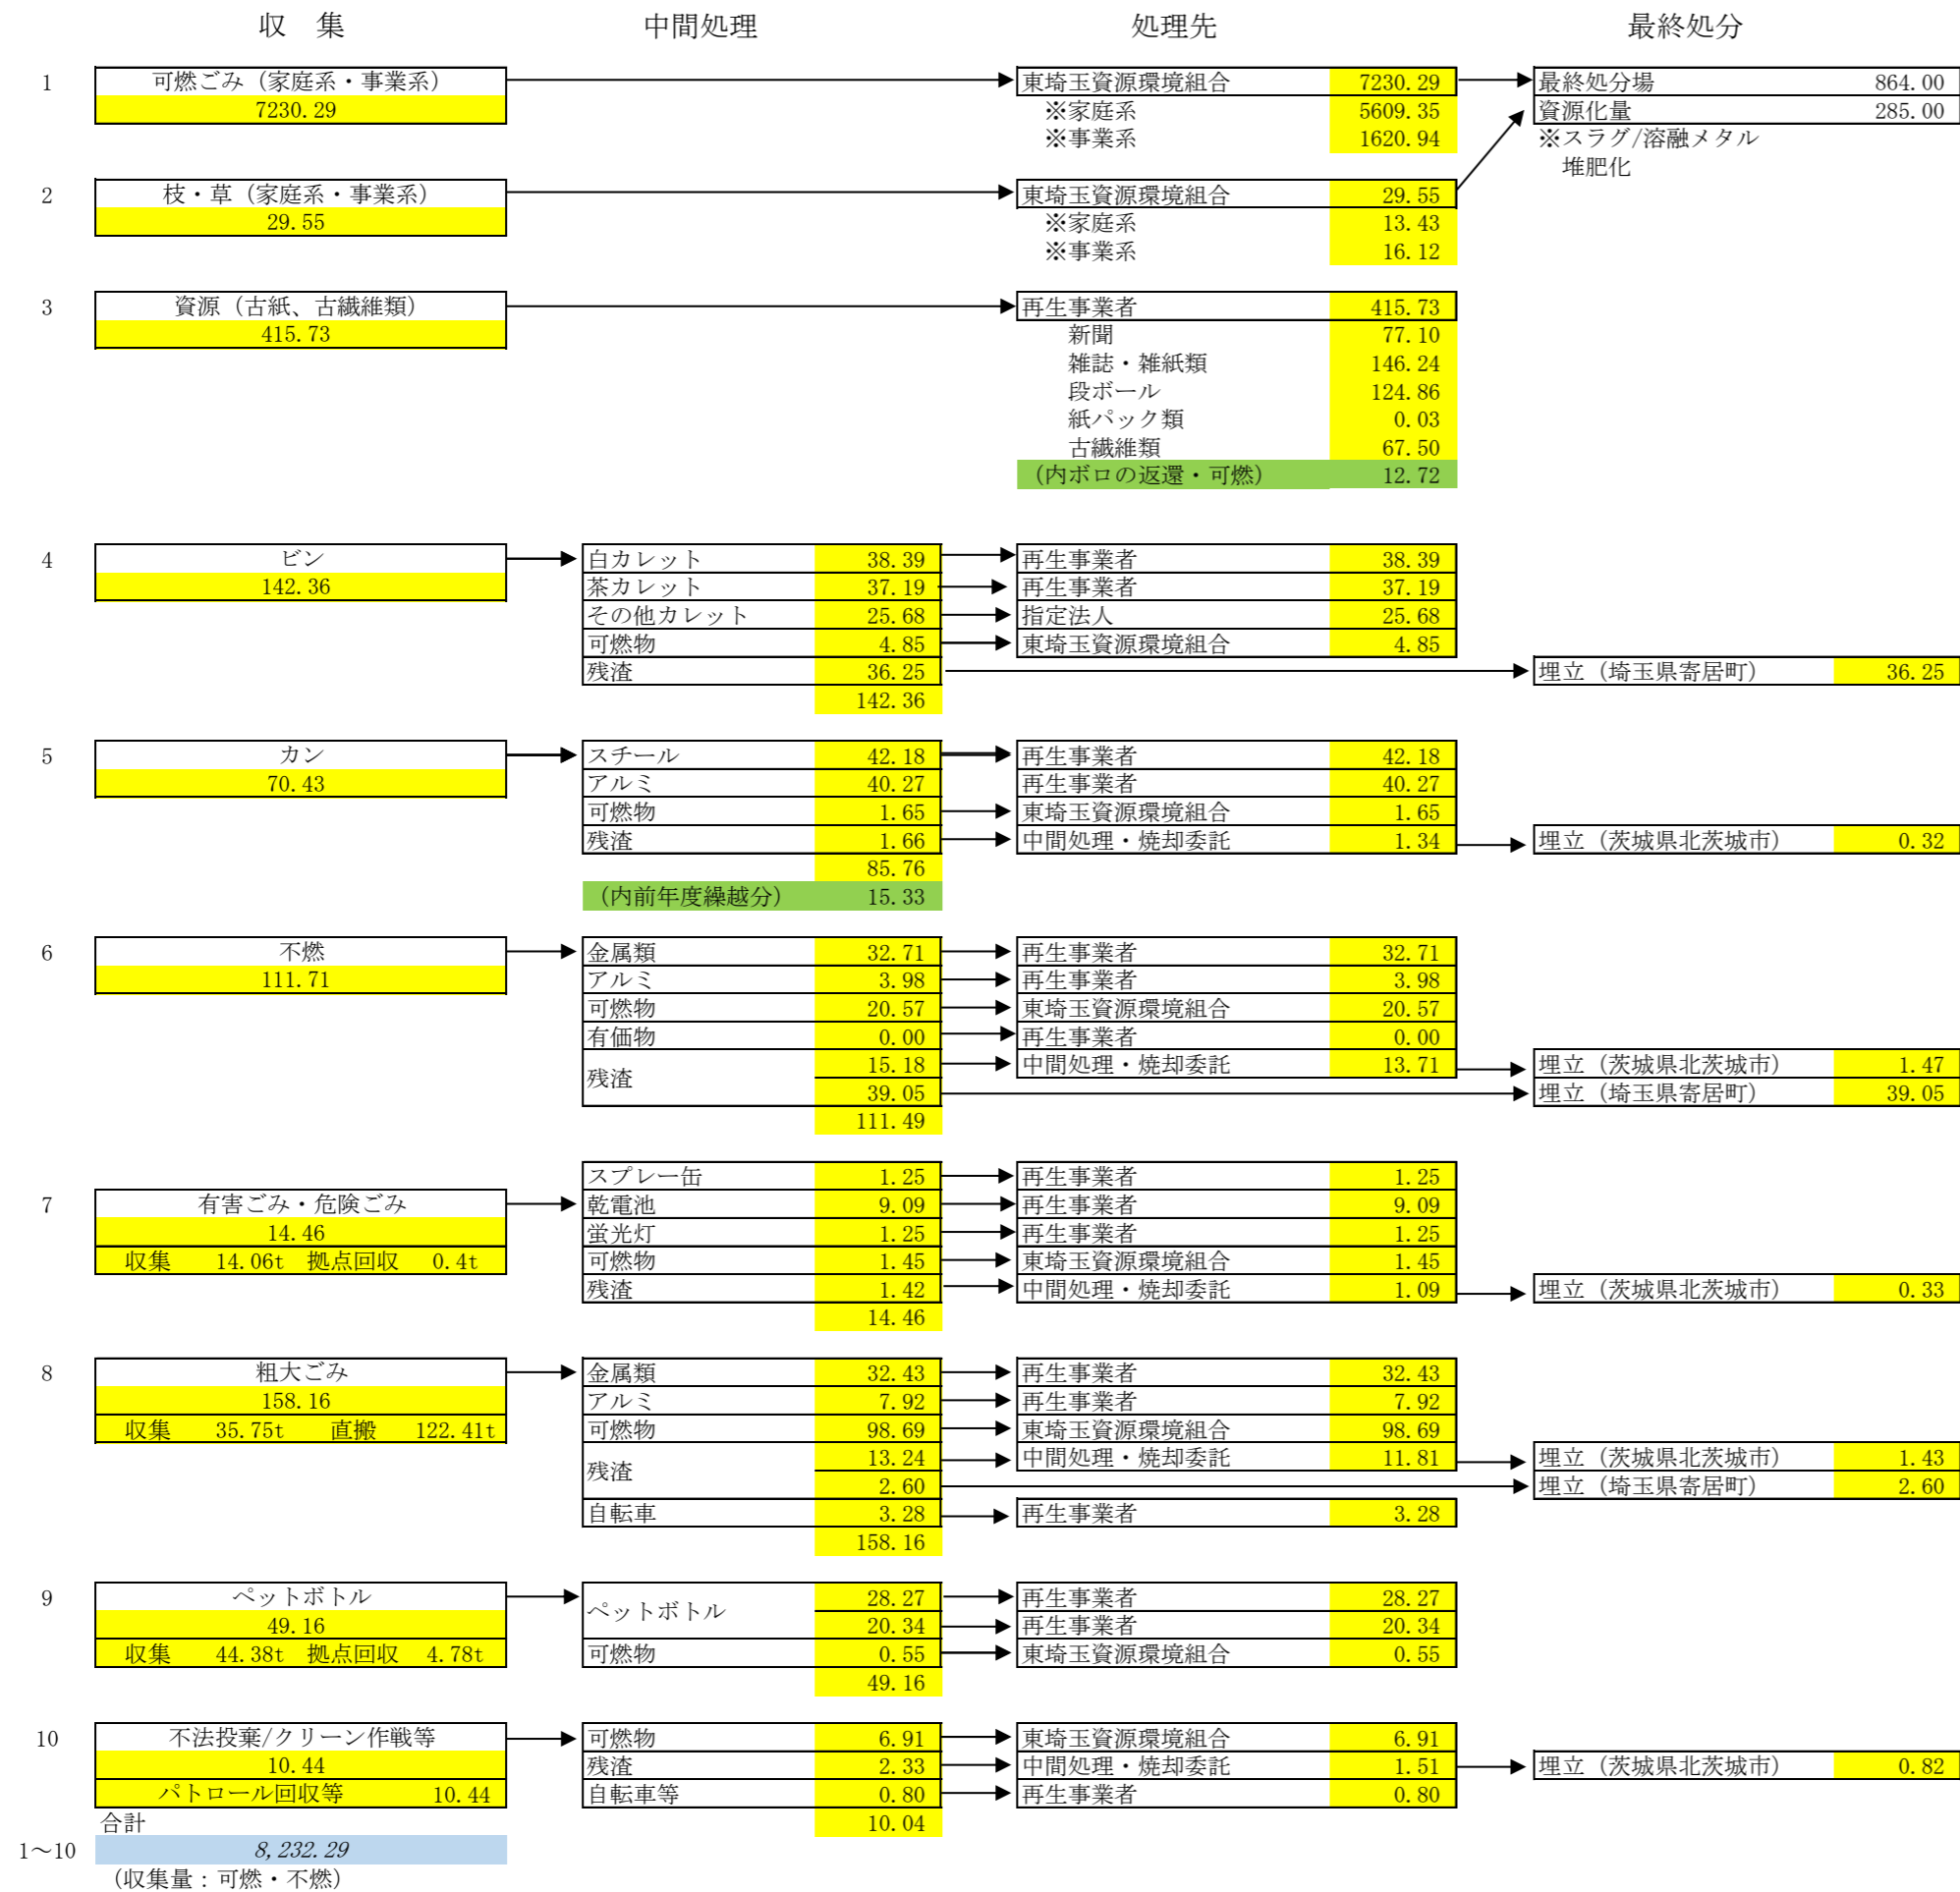 収　集　中間処理　処理先　最終処分
1　可燃ごみ（家庭系・事業系）　東埼玉資源環境組合　7230.29　最終処分場　864.00
7230.29　※家庭系　5609.35　資源化量　285.00
※事業系　1620.94　※スラグ/溶融メタル
堆肥化
2　枝・草（家庭系・事業系）　東埼玉資源環境組合　29.55
29.55　※家庭系　13.43
※事業系　16.12
3　資源（古紙、古繊維類）　再生事業者　415.73
415.73　新聞　77.10
雑誌・雑紙類　146.24
段ボール　124.86
紙パック類　0.03
古繊維類　67.50
（内ボロの返還・可燃）　12.72
4　ビン　白カレット　38.39　再生事業者　38.39
142.36　茶カレット　37.19　再生事業者　37.19
その他カレット　25.68　指定法人　25.68
可燃物　4.85　東埼玉資源環境組合　4.85
残渣　36.25　埋立（埼玉県寄居町）　36.25
142.36
5　カン　スチール　42.18　再生事業者　42.18
70.43　アルミ　40.27　再生事業者　40.27
可燃物　1.65　東埼玉資源環境組合　1.65
残渣　1.66　中間処理・焼却委託　1.34　埋立（茨城県北茨城市）　0.32
85.76
（内前年度繰越分）　15.33
6　不燃　金属類　32.71　再生事業者　32.71
111.71　アルミ　3.98　再生事業者　3.98
可燃物　20.57　東埼玉資源環境組合　20.57
有価物　0.00　再生事業者　0.00
残渣　15.18　中間処理・焼却委託　13.71　埋立（茨城県北茨城市）　1.47
39.05　埋立（埼玉県寄居町）　39.05
111.49
スプレー缶　1.25　再生事業者　1.25
7　有害ごみ・危険ごみ　乾電池　9.09　再生事業者　9.09
14.46　蛍光灯　1.25　再生事業者　1.25
収集　14.06t　拠点回収　0.4t　可燃物　1.45　東埼玉資源環境組合　1.45
残渣　1.42　中間処理・焼却委託　1.09　埋立（茨城県北茨城市）　0.33
14.46
8　粗大ごみ　金属類　32.43　再生事業者　32.43
158.16　アルミ　7.92　再生事業者　7.92
収集　35.75t　直搬　122.41t　可燃物　98.69　東埼玉資源環境組合　98.69
残渣　13.24　中間処理・焼却委託　11.81　埋立（茨城県北茨城市）　1.43
2.60　埋立（埼玉県寄居町）　2.60
自転車　3.28　再生事業者　3.28
158.16
9　ペットボトル　ペットボトル　28.27　再生事業者　28.27
49.16　20.34　再生事業者　20.34
収集　44.38t　拠点回収　4.78t　可燃物　0.55　東埼玉資源環境組合　0.55
49.16
10　不法投棄/クリーン作戦等　可燃物　6.91　東埼玉資源環境組合　6.91
10.44　残渣　2.33　中間処理・焼却委託　1.51　埋立（茨城県北茨城市）　0.82
パトロール回収等　10.44　自転車等　0.80　再生事業者　0.80
合計　10.04
1～10　8,232.29
（収集量：可燃・不燃）